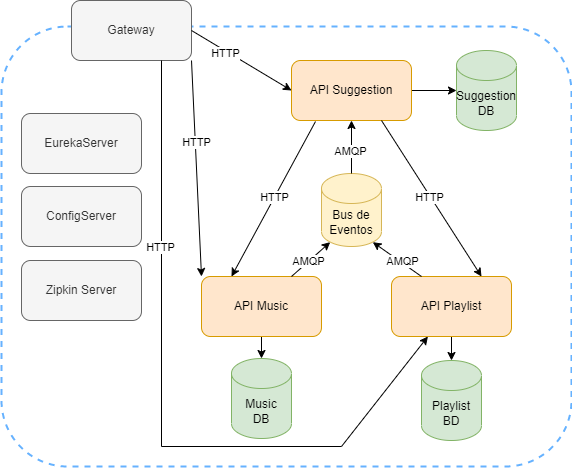 Gateway
HTTP
API Suggestion
Suggestion
DB
EurekaServer
HTTP
AMQP
ConfigServer
HTTP
HTTP
Bus de
Eventos
HTTP
AMQP
AMQP
Zipkin Server
API Music
API Playlist
Music
DB
Playlist
BD